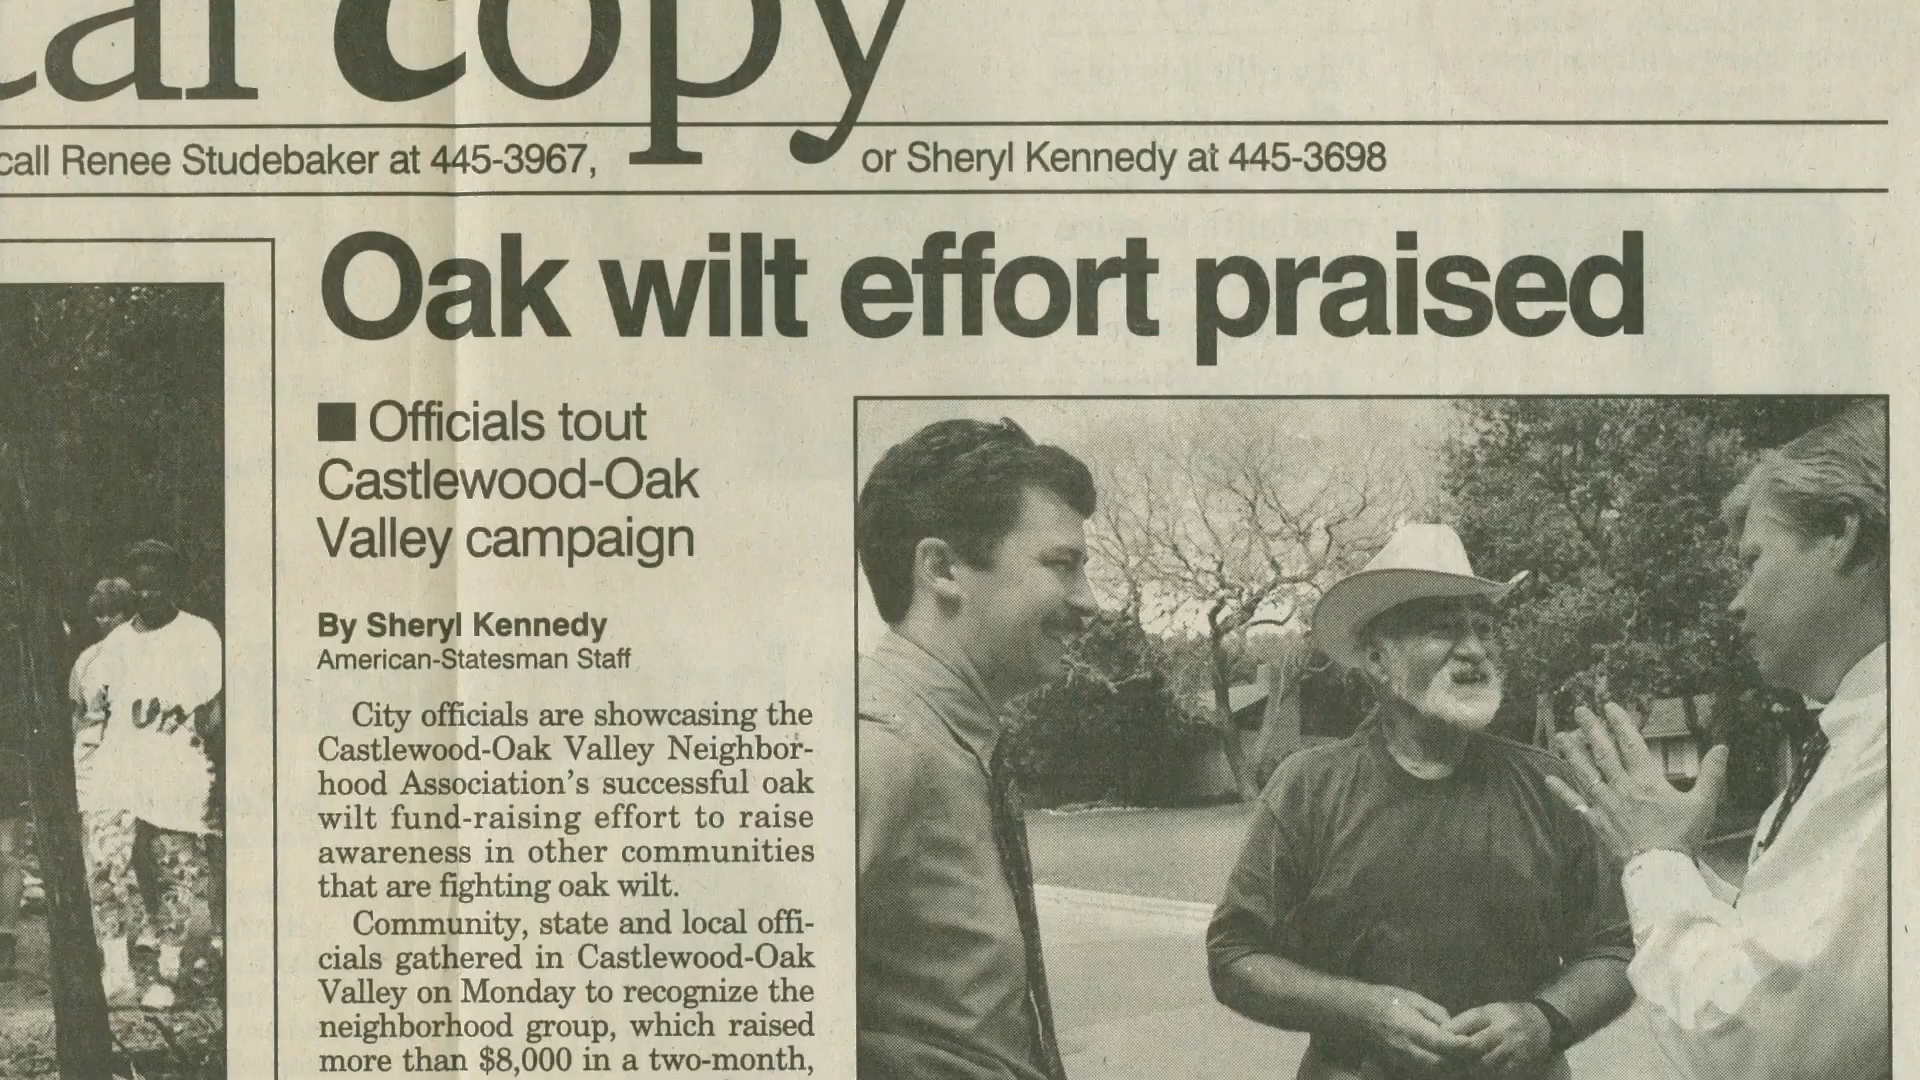 copy
call Renee Studebaker at 445-3967, or Sheryl Kennedy at 445-3698
Oak wilt effort praised
■ Officials tout
Castlewood-Oak
Valley campaign
By Sheryl Kennedy
American-Statesman Staff
City officials are showcasing the
Castlewood-Oak Valley Neighbor-
hood Association's successful oak
wilt fund-raising effort to raise
awareness in other communities
that are fighting oak wilt.
Community, state and local offi-
cials gathered in Castlewood-Oak
Valley on Monday to recognize the
neighborhood group, which raised
more than $8,000 in a two-month,